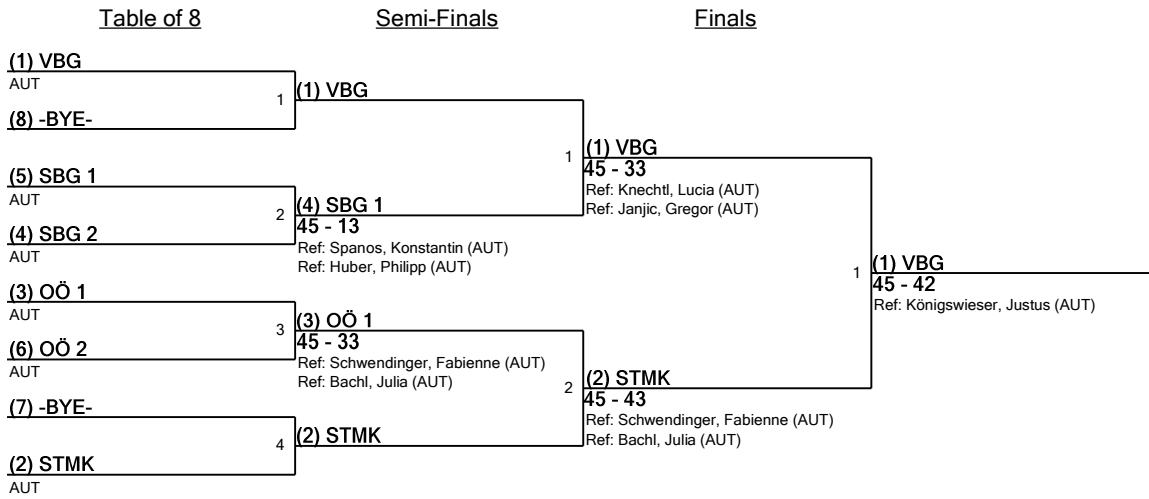 Table of 8
Semi-Finals
Finals
(1) VBG
AUT
1
(8) -BYE-
(5) SBG 1
AUT
2
(4) SBG 2
AUT
(3) OÖ 1
AUT
3
(6) OÖ 2
AUT
(7) -BYE-
4
(2) STMK
AUT
(1) VBG
1
(4) SBG 1
45 - 13
Ref: Spanos, Konstantin (AUT)
Ref: Huber, Philipp (AUT)
(3) OÖ 1
45 - 33
Ref: Schwendinger, Fabienne (AUT)
Ref: Bachl, Julia (AUT)
2
(2) STMK
(1) VBG
45 - 33
Ref: Knechtl, Lucia (AUT)
Ref: Janjic, Gregor (AUT)
1
(2) STMK
45 - 43
Ref: Schwendinger, Fabienne (AUT)
Ref: Bachl, Julia (AUT)
(1) VBG
45 - 42
Ref: Königswieser, Justus (AUT)